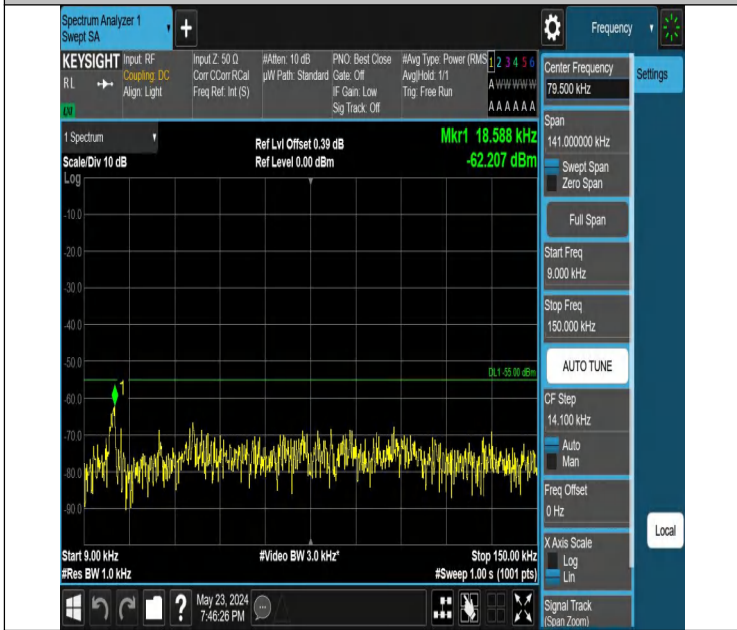 Spectrum Analyzer 1
Swept SA
+
Frequency
KEYSIGHT
RL
Input: RF
Coupling: DC
Align: Light
Input Z: 50 Ω
Corr CCorr RCal
Freq Ref: Int (S)
#Atten: 10 dB
µW Path: Standard
PNO: Best Close
Gate: Off
IF Gain: Low
Sig Track: Off
#Avg Type: Power (RMS
Avg|Hold: 1/1
Trig: Free Run
1 2 3 4 5 6
A W W W W W
A A A A A A
1 Spectrum
Scale/Div 10 dB
Log
Ref Lvl Offset 0.39 dB
Ref Level 0.00 dBm
Mkr1 18.588 kHz
-62.207 dBm
-10.0
-20.0
-30.0
-40.0
-50.0
DL1 -55.00 dBm
1
-60.0
-70.0
-80.0
-90.0
Start 9.00 kHz
#Res BW 1.0 kHz
#Video BW 3.0 kHz*
Stop 150.00 kHz
#Sweep 1.00 s (1001 pts)
?
May 23, 2024
7:46:26 PM
Center Frequency
79.500 kHz
Settings
Span
141.000000 kHz
Swept Span
Zero Span
Full Span
Start Freq
9.000 kHz
Stop Freq
150.000 kHz
AUTO TUNE
CF Step
14.100 kHz
Auto
Man
Freq Offset
0 Hz
X Axis Scale
Log
Lin
Local
Signal Track
(Span Zoom)